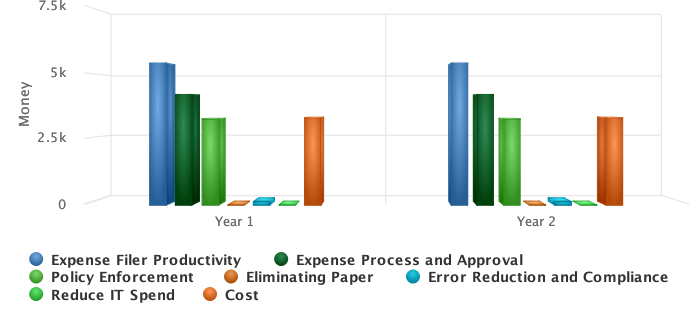 7.5k
5k
2.5k
0
Money
Year 1 Year 2
Expense Filer Productivity Expense Process and Approval
Policy Enforcement Eliminating Paper Error Reduction and Compliance
Reduce IT Spend Cost